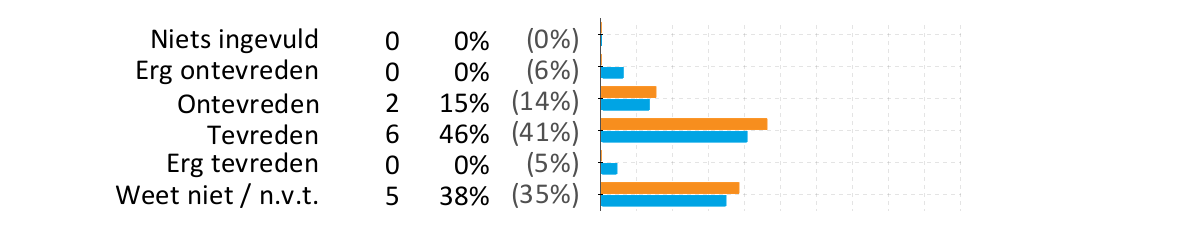 Niets ingevuld 0 0% (0%)
Erg ontevreden 0 0% (6%)
Ontevreden 2 15% (14%)
Tevreden 6 46% (41%)
Erg tevreden 0 0% (5%)
Weet niet / n.v.t. 5 38% (35%)